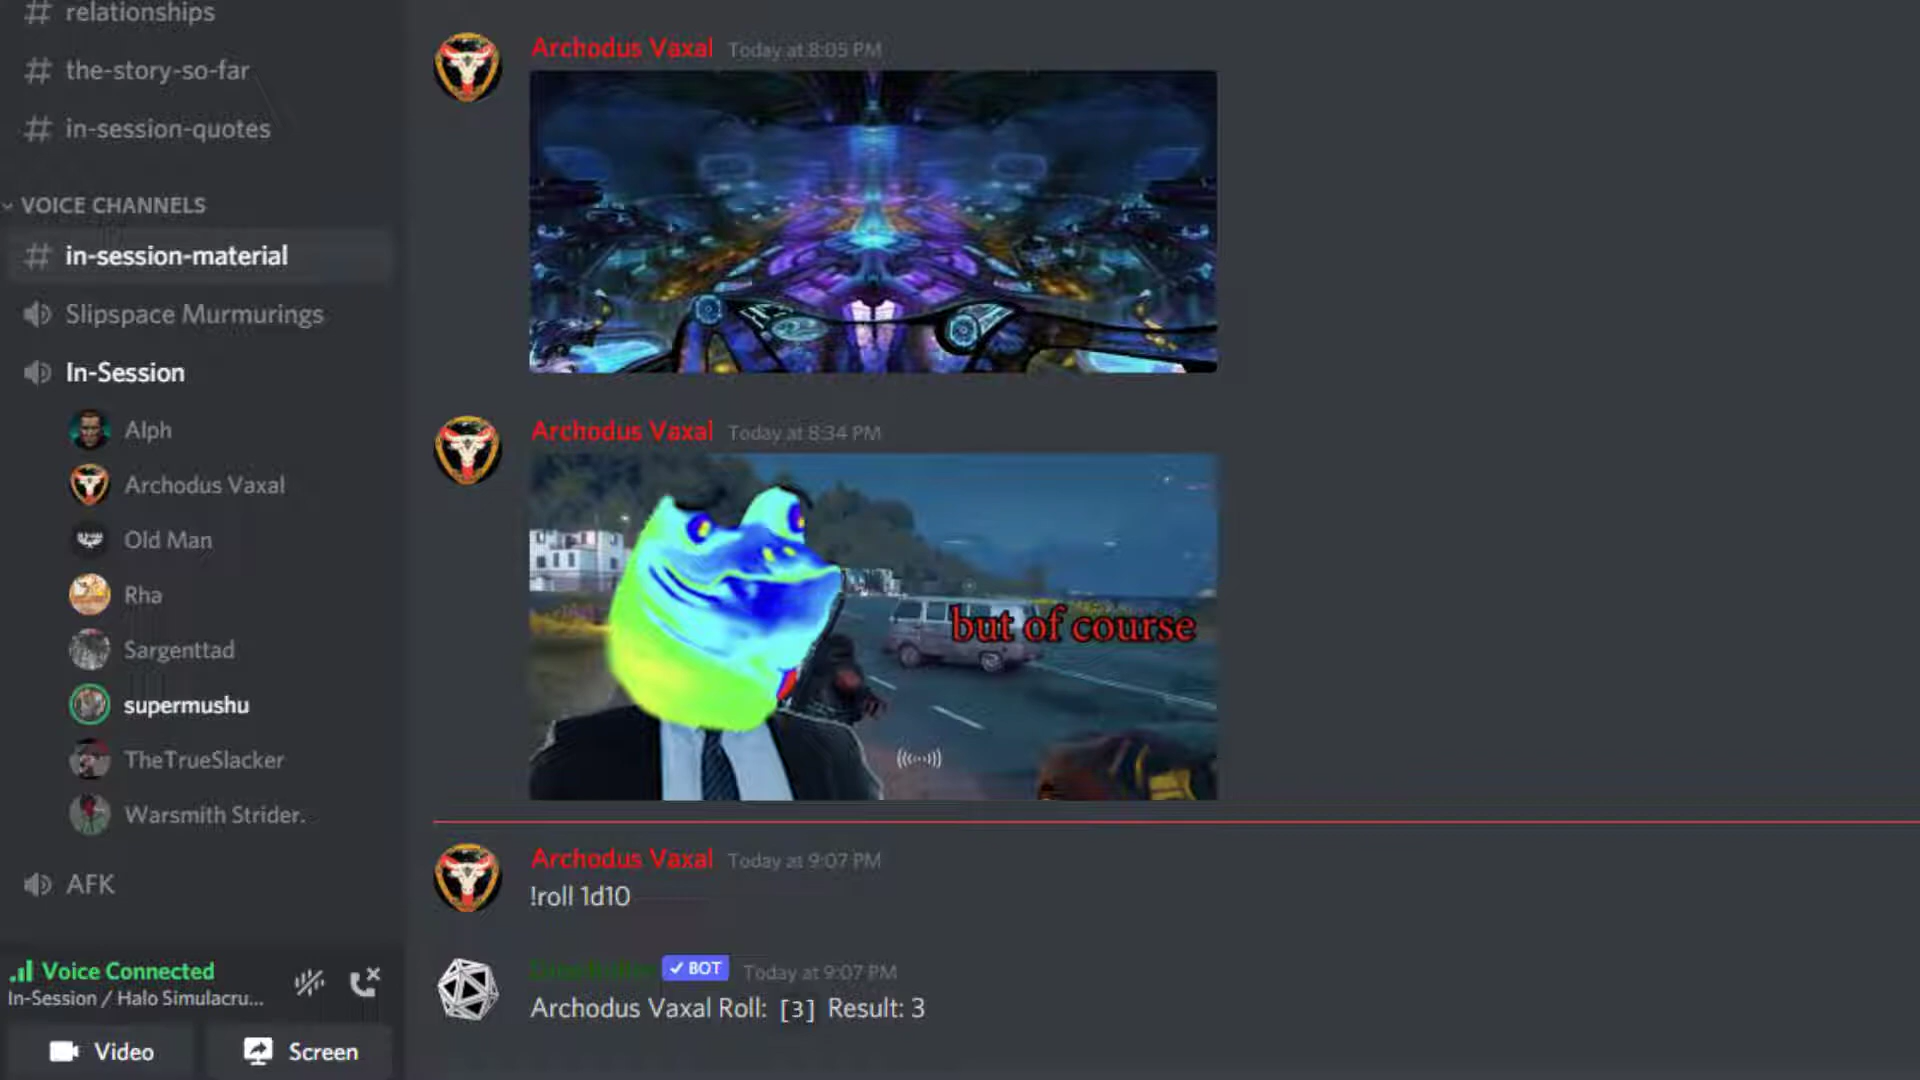 relationships
the-story-so-far
in-session-quotes
VOICE CHANNELS
in-session-material
Slipspace Murmurings
In-Session
Alph
Archodus Vaxal
Old Man
Rha
Sargenttad
supermushu
TheTrueSlacker
Warsmith Strider.
AFK
Voice Connected
In-Session / Halo Simulacru...
Video
Screen
Archodus Vaxal Today at 8:05 PM
Archodus Vaxal Today at 8:34 PM
but of course
Archodus Vaxal Today at 9:07 PM
!roll 1d10
BOT Today at 9:07 PM
Archodus Vaxal Roll: [3] Result: 3